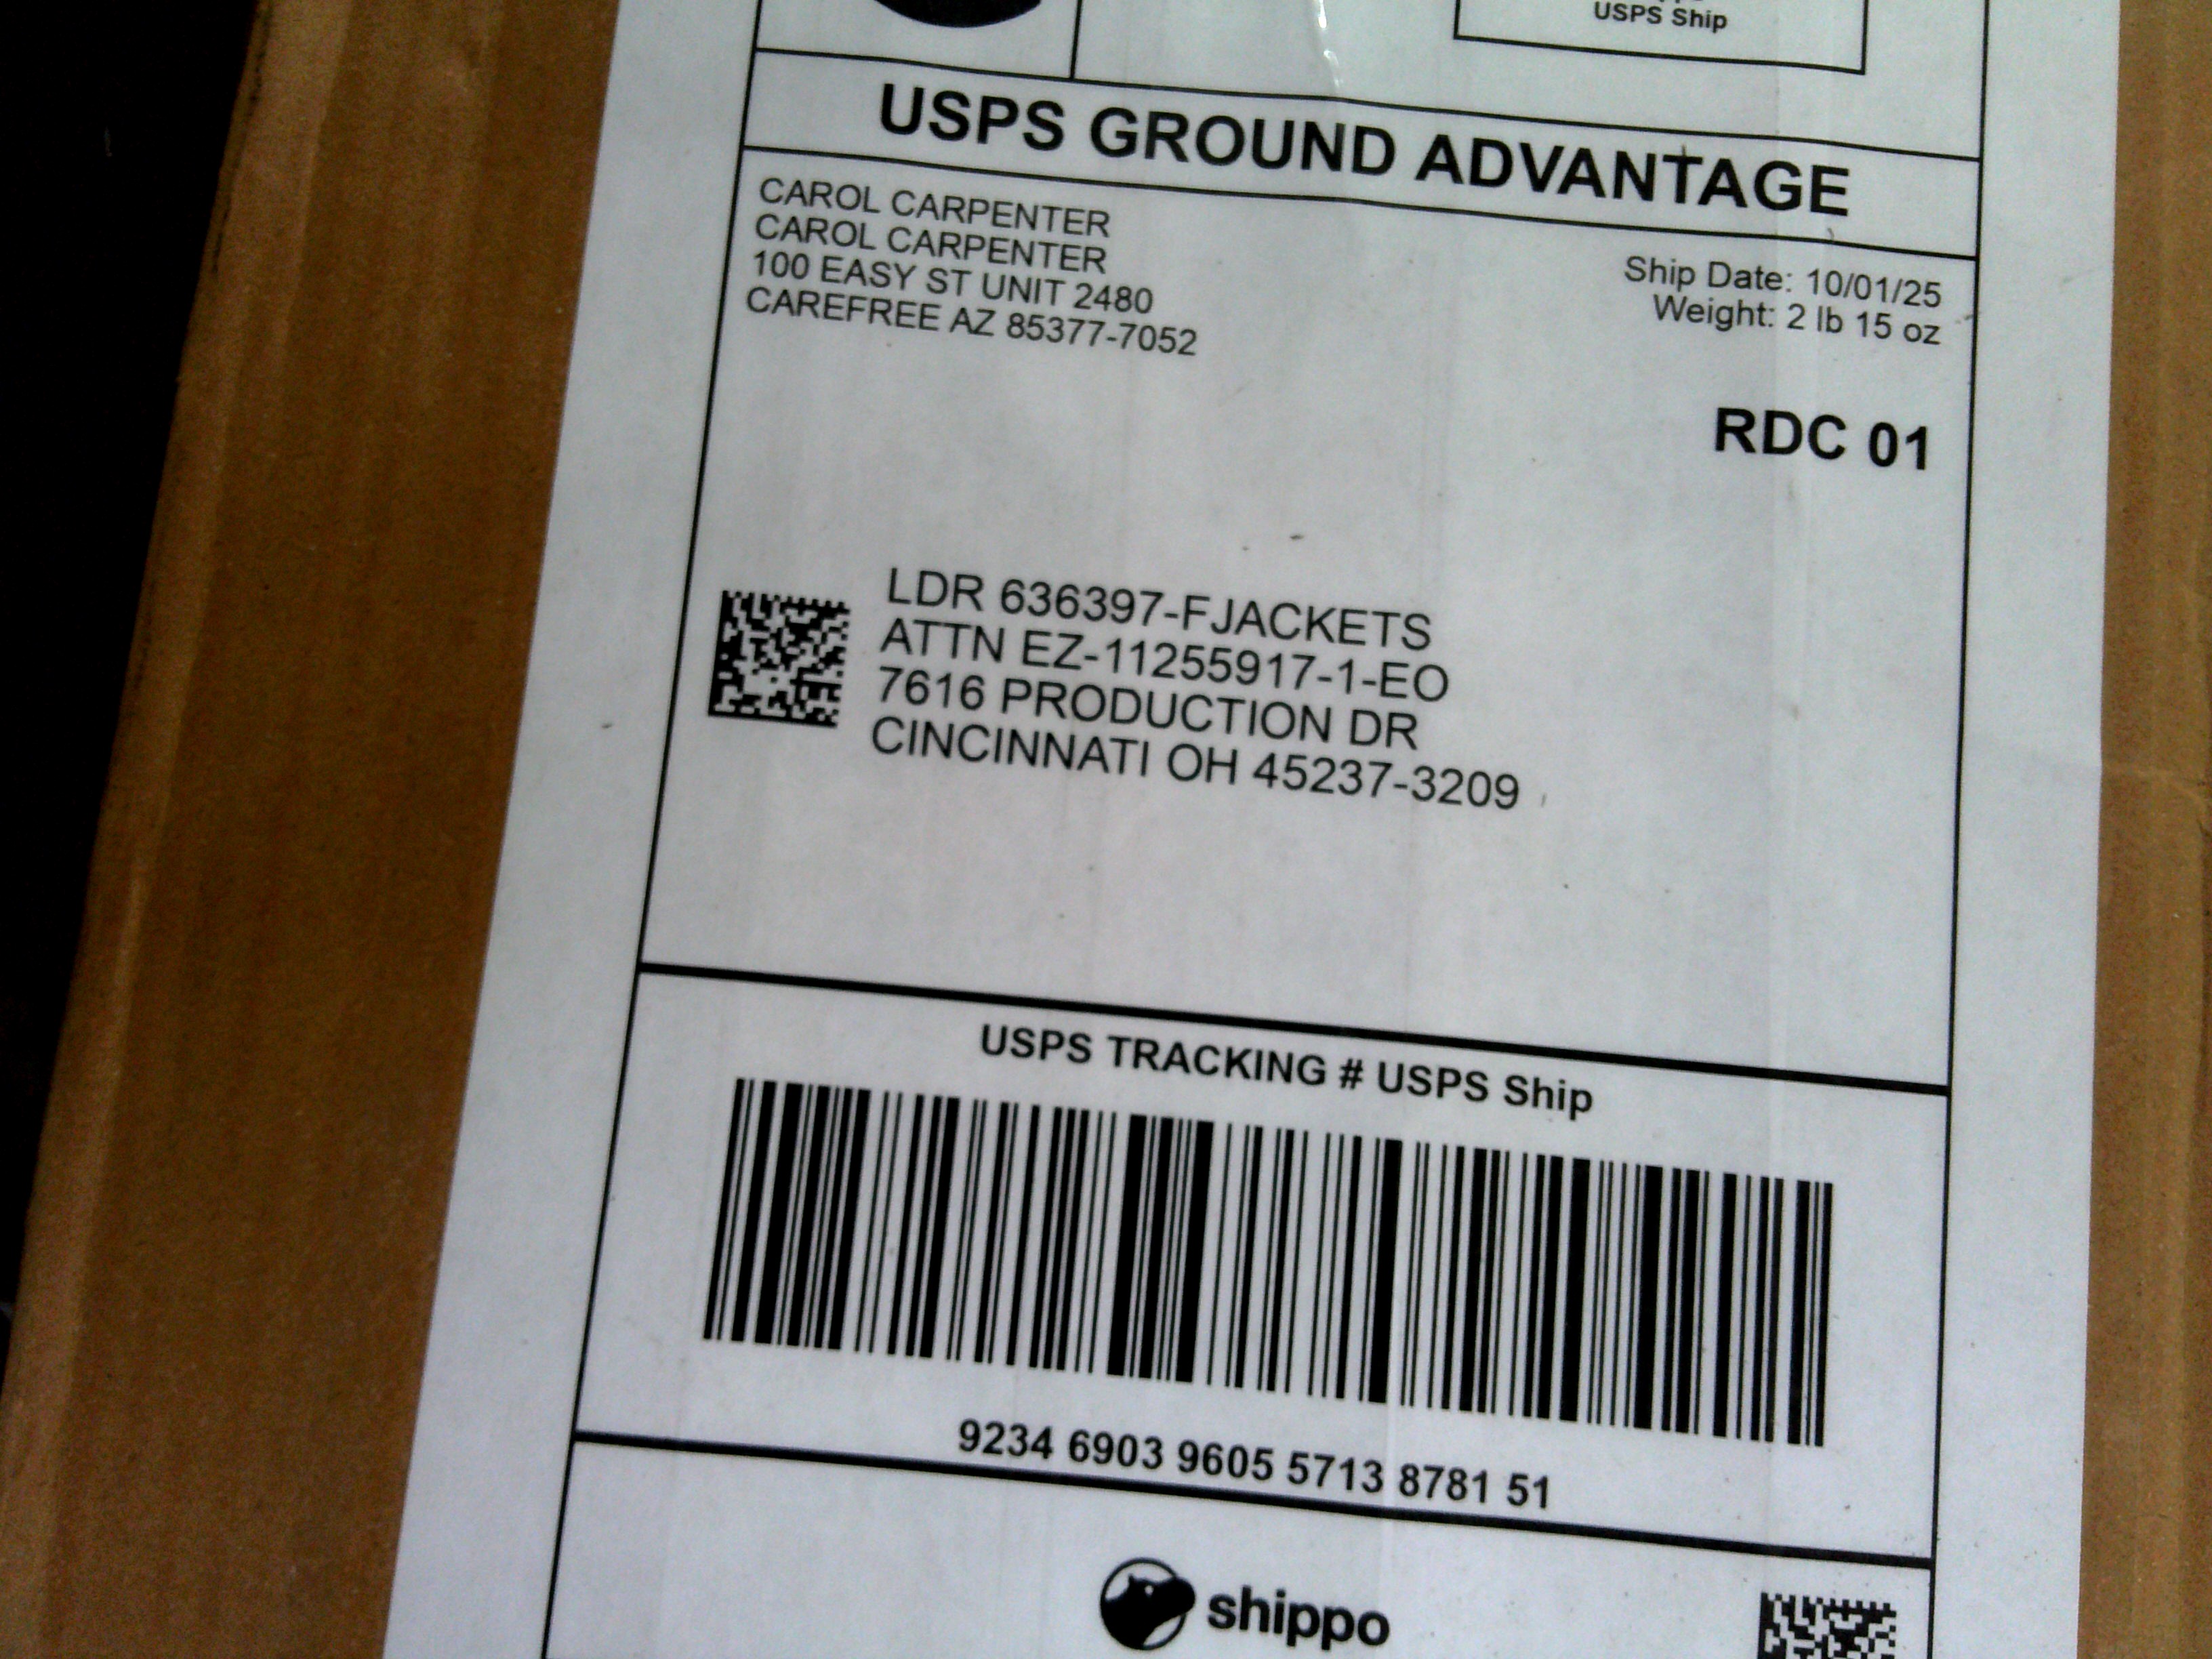 USPS Ship
USPS GROUND ADVANTAGE
CAROL CARPENTER
CAROL CARPENTER
100 EASY ST UNIT 2480
CAREFREE AZ 85377-7052
Ship Date: 10/01/25
Weight: 2 lb 15 oz
RDC 01
LDR 636397-FJACKETS
ATTN EZ-11255917-1-EO
7616 PRODUCTION DR
CINCINNATI OH 45237-3209
USPS TRACKING # USPS Ship
9234 6903 9605 5713 8781 51
shippo